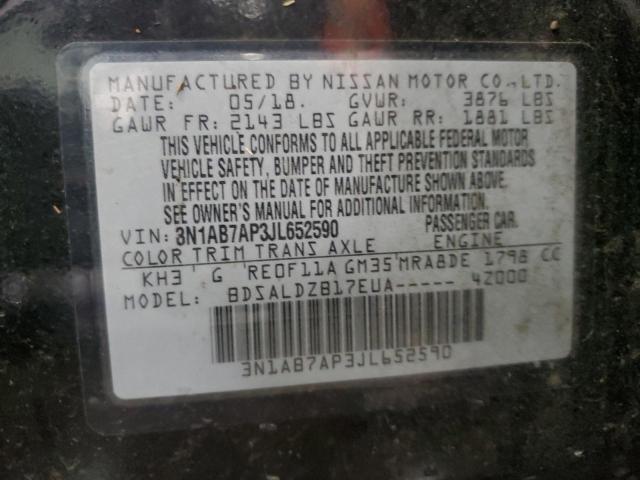 MANUFACTURED BY NISSAN MOTOR CO., LTD.
DATE: 05/18. GVWR: 3876 LBS
GAWR FR: 2143 LBS GAWR RR: 1881 LBS
THIS VEHICLE CONFORMS TO ALL APPLICABLE FEDERAL MOTOR
VEHICLE SAFETY, BUMPER AND THEFT PREVENTION STANDARDS
IN EFFECT ON THE DATE OF MANUFACTURE SHOWN ABOVE.
SEE OWNER'S MANUAL FOR ADDITIONAL INFORMATION.
VIN: 3N1AB7AP3JL652590 PASSENGER CAR.
COLOR TRIM TRANS AXLE ENGINE
KH3 G RE0F11A GM35 MRA8DE 1798 CC
MODEL: BDSALDZB17EUA----- 4Z000
3N1AB7AP3JL652590